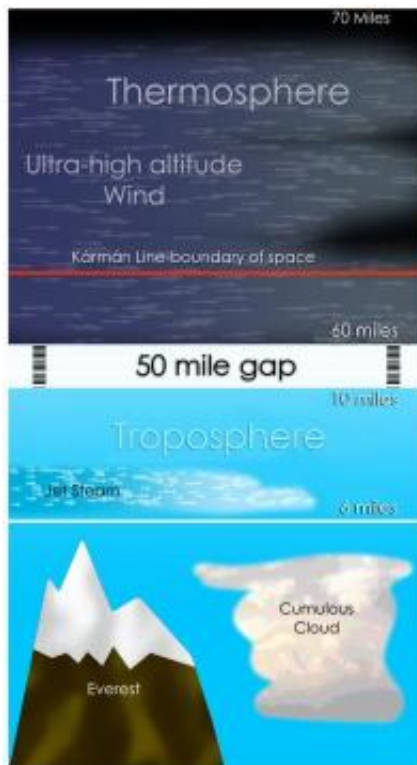 70 Miles
Thermosphere
Ultra-high altitude
Wind
Kármán Line-boundary of space
60 miles
50 mile gap
10 miles
Troposphere
Jet Steam
6 miles
Cumulous
Cloud
Everest